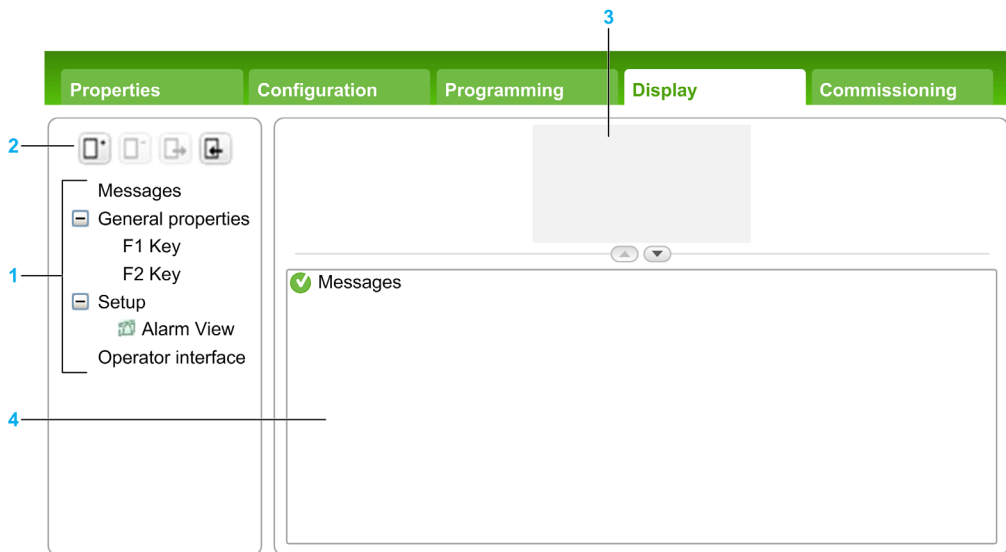 3
Properties Configuration Programming Display Commissioning
2
Messages
General properties
F1 Key
1
F2 Key
Messages
Setup
Alarm View
Operator interface
4